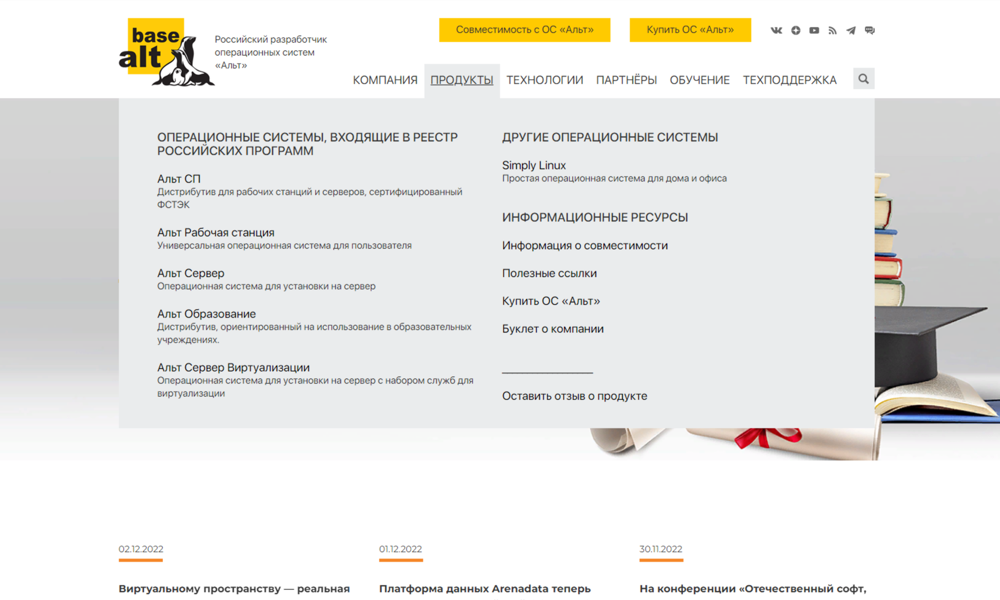 base
alt
Российский разработчик
операционных систем
«Альт»
Совместимость с ОС «Альт»
Купить ОС «Альт»
КОМПАНИЯ ПРОДУКТЫ ТЕХНОЛОГИИ ПАРТНЁРЫ ОБУЧЕНИЕ ТЕХПОДДЕРЖКА
ОПЕРАЦИОННЫЕ СИСТЕМЫ, ВХОДЯЩИЕ В РЕЕСТР
РОССИЙСКИХ ПРОГРАММ
Альт СП
Дистрибутив для рабочих станций и серверов, сертифицированный
ФСТЭК
Альт Рабочая станция
Универсальная операционная система для пользователя
Альт Сервер
Операционная система для установки на сервер
Альт Образование
Дистрибутив, ориентированный на использование в образовательных
учреждениях.
Альт Сервер Виртуализации
Операционная система для установки на сервер с набором служб для
виртуализации
ДРУГИЕ ОПЕРАЦИОННЫЕ СИСТЕМЫ
Simply Linux
Простая операционная система для дома и офиса
ИНФОРМАЦИОННЫЕ РЕСУРСЫ
Информация о совместимости
Полезные ссылки
Купить ОС «Альт»
Буклет о компании
Оставить отзыв о продукте
02.12.2022
Виртуальному пространству — реальная
01.12.2022
Платформа данных Arenadata теперь
30.11.2022
На конференции «Отечественный софт,